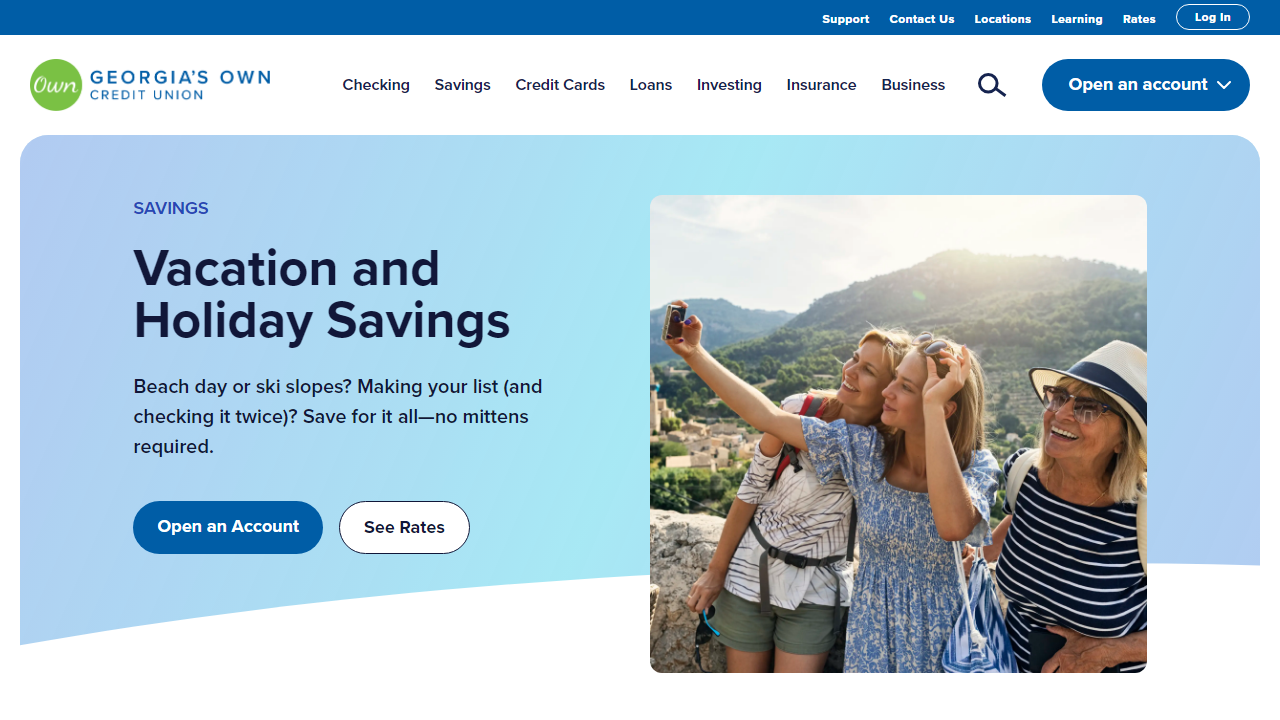 Support Contact Us Locations Learning Rates Log In
Own GEORGIA'S OWN
CREDIT UNION
Checking Savings Credit Cards Loans Investing Insurance Business Open an account
SAVINGS
Vacation and
Holiday Savings
Beach day or ski slopes? Making your list (and
checking it twice)? Save for it all—no mittens
required.
Open an Account See Rates